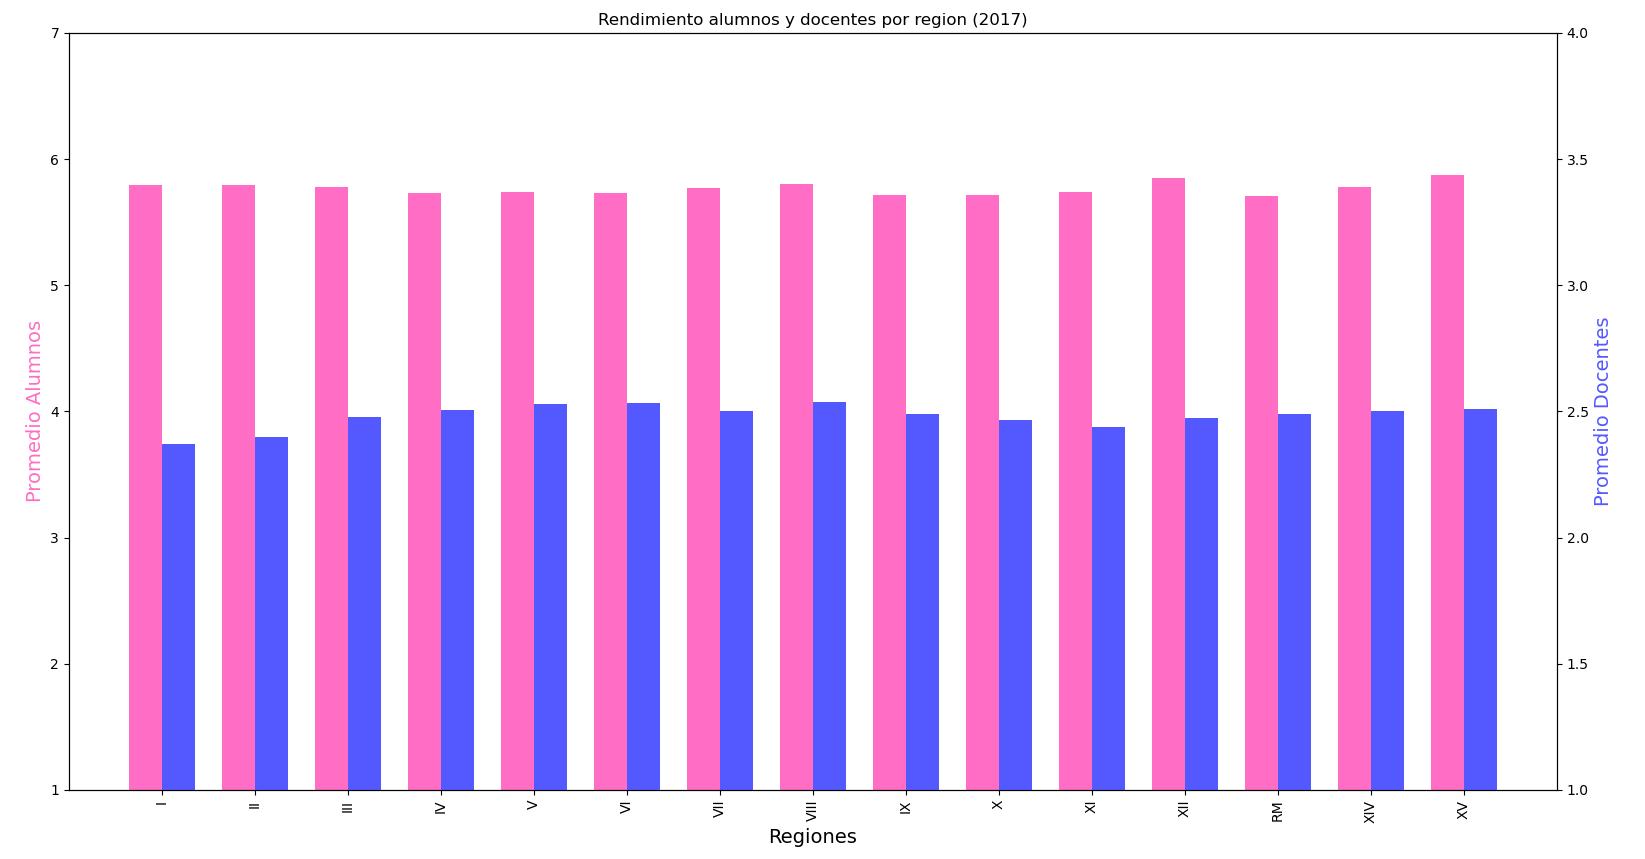 Rendimiento alumnos y docentes por region (2017)
7
6
5
4
3
2
1
Promedio Alumnos
4.0
3.5
3.0
2.5
2.0
1.5
1.0
Promedio Docentes
I
II
III
IV
V
VI
VII
VIII
IX
X
XI
XII
RM
XIV
XV
Regiones